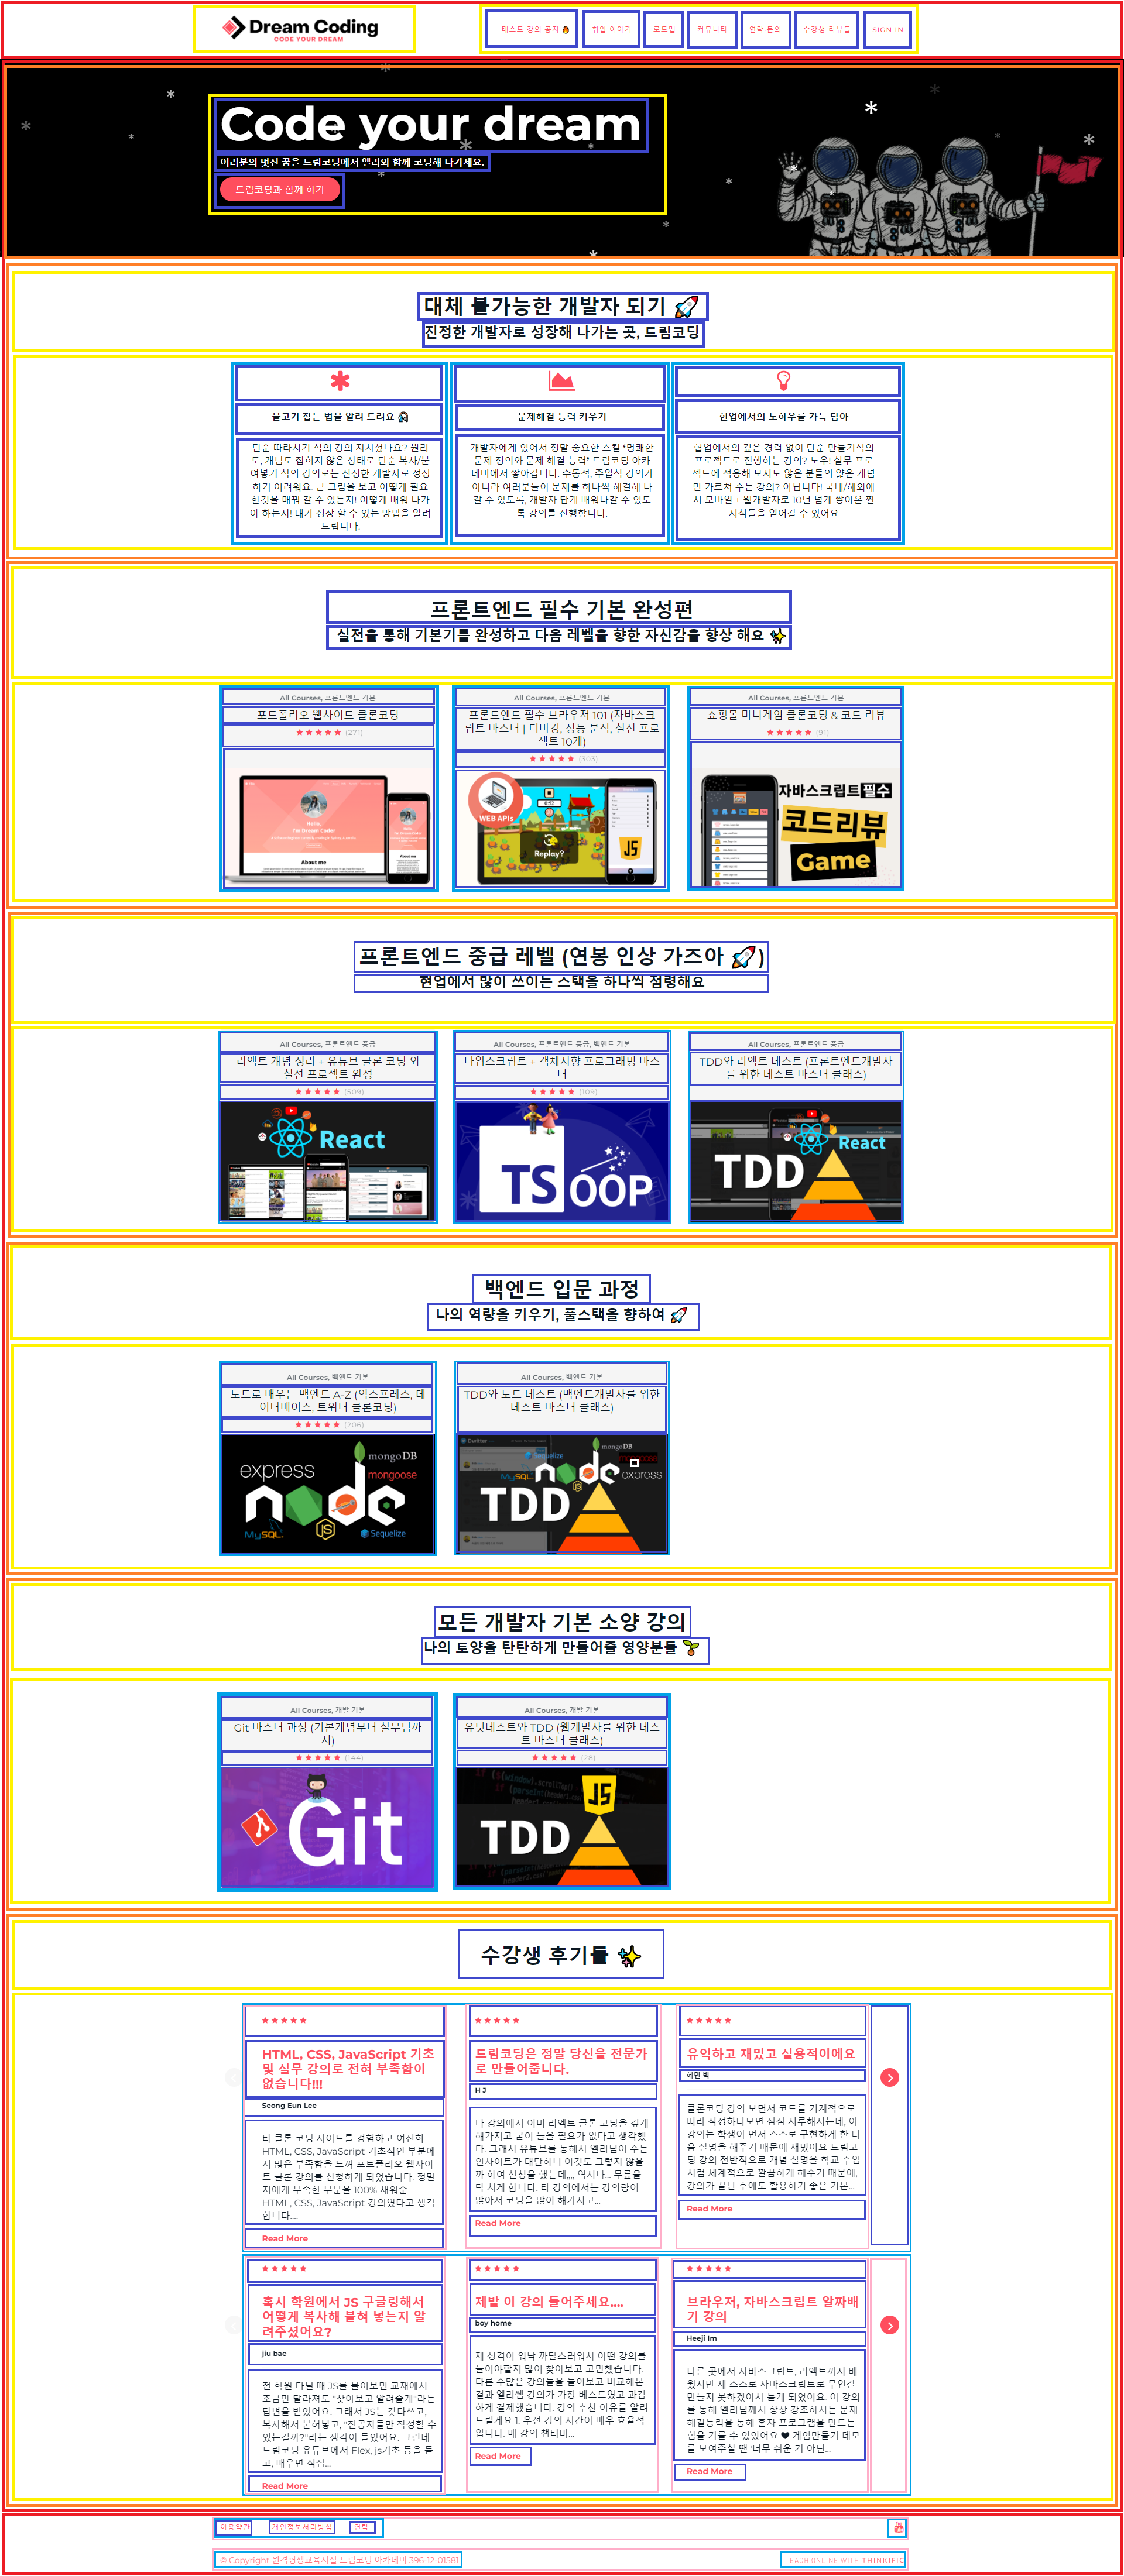 Dream Coding
CODE YOUR DREAM
테스트 강의 공지 🔥
취업 이야기
로드맵
커뮤니티
연락·문의
수강생 리뷰들
SIGN IN
Code your dream
여러분의 멋진 꿈을 드림코딩에서 엘리와 함께 코딩해 나가세요.
드림코딩과 함께 하기
대체 불가능한 개발자 되기 🚀
진정한 개발자로 성장해 나가는 곳, 드림코딩
물고기 잡는 법을 알려 드려요
단순 따라치기 식의 강의 지치셨나요? 원리
도, 개념도 잡히지 않은 상태로 단순 복사/붙
여넣기 식의 강의로는 진정한 개발자로 성장
하기 어려워요. 큰 그림을 보고 어떻게 필요
한것을 매꿔 갈 수 있는지! 어떻게 배워 나가
야 하는지! 내가 성장 할 수 있는 방법을 알려
드립니다.
문제해결 능력 키우기
개발자에게 있어서 정말 중요한 스킬 "명쾌한
문제 정의와 문제 해결 능력" 드림코딩 아카
데미에서 쌓아갑니다. 수동적, 주입식 강의가
아니라 여러분들이 문제를 하나씩 해결해 나
갈 수 있도록, 개발자 답게 배워나갈 수 있도
록 강의를 진행합니다.
현업에서의 노하우를 가득 담아
협업에서의 깊은 경력 없이 단순 만들기식의
프로젝트로 진행하는 강의? 노우! 실무 프로
젝트에 적용해 보지도 않은 분들의 얕은 개념
만 가르쳐 주는 강의? 아닙니다! 국내/해외에
서 모바일 + 웹개발자로 10년 넘게 쌓아온 찐
지식들을 얻어갈 수 있어요
프론트엔드 필수 기본 완성편
실전을 통해 기본기를 완성하고 다음 레벨을 향한 자신감을 향상 해요 ✨
All Courses, 프론트엔드 기본
포트폴리오 웹사이트 클론코딩
★★★★★ (271)
Hello,
I'm Dream Coder
About me
Hello,
I'm Dream Coder
About me
All Courses, 프론트엔드 기본
프론트엔드 필수 브라우저 101 (자바스크
립트 마스터 | 디버깅, 성능 분석, 실전 프로
젝트 10개)
★★★★★ (303)
WEB APIs
Replay?
JS
All Courses, 프론트엔드 기본
쇼핑몰 미니게임 클론코딩 & 코드 리뷰
★★★★★ (91)
자바스크립트필수
코드리뷰
Game
프론트엔드 중급 레벨 (연봉 인상 가즈아 🚀)
현업에서 많이 쓰이는 스택을 하나씩 점령해요
All Courses, 프론트엔드 중급
리액트 개념 정리 + 유튜브 클론 코딩 외
실전 프로젝트 완성
★★★★★ (509)
React
All Courses, 프론트엔드 중급, 백엔드 기본
타입스크립트 + 객체지향 프로그래밍 마스
터
★★★★★ (109)
TS OOP
All Courses, 프론트엔드 중급
TDD와 리액트 테스트 (프론트엔드개발자
를 위한 테스트 마스터 클래스)
React
TDD
백엔드 입문 과정
나의 역량을 키우기, 풀스택을 향하여 🚀
All Courses, 백엔드 기본
노드로 배우는 백엔드 A-Z (익스프레스, 데
이터베이스, 트위터 클론코딩)
★★★★★ (206)
mongoDB
express
mongoose
node
JS
MySQL
Sequelize
All Courses, 백엔드 기본
TDD와 노드 테스트 (백엔드개발자를 위한
테스트 마스터 클래스)
mongoDB
Sequelize
MySQL
node
express
JS
TDD
모든 개발자 기본 소양 강의
나의 토양을 탄탄하게 만들어줄 영양분들 🌱
All Courses, 개발 기본
Git 마스터 과정 (기본개념부터 실무팁까
지)
★★★★★ (144)
Git
All Courses, 개발 기본
유닛테스트와 TDD (웹개발자를 위한 테스
트 마스터 클래스)
★★★★★ (28)
JS
TDD
수강생 후기들 ✨
★★★★★
HTML, CSS, JavaScript 기초
및 실무 강의로 전혀 부족함이
없습니다!!!
Seong Eun Lee
타 클론 코딩 사이트를 경험하고 여전히
HTML, CSS, JavaScript 기초적인 부분에
서 많은 부족함을 느껴 포트폴리오 웹사이
트 클론 강의를 신청하게 되었습니다. 정말
저에게 부족한 부분을 100% 채워준
HTML, CSS, JavaScript 강의였다고 생각
합니다....
Read More
★★★★★
드림코딩은 정말 당신을 전문가
로 만들어줍니다.
H J
타 강의에서 이미 리엑트 클론 코딩을 깊게
해가지고 굳이 들을 필요가 없다고 생각했
다. 그래서 유튜브를 통해서 엘리님이 주는
인사이트가 대단하니 이것도 그렇지 않을
까 하여 신청을 했는데,,,, 역시나... 무릎을
탁 치게 합니다. 타 강의에서는 강의량이
많아서 코딩을 많이 해가지고...
Read More
★★★★★
유익하고 재밌고 실용적이에요
혜민 박
클론코딩 강의 보면서 코드를 기계적으로
따라 작성하다보면 점점 지루해지는데, 이
강의는 학생이 먼저 스스로 구현하게 한 다
음 설명을 해주기 때문에 재밌어요 드림코
딩 강의 전반적으로 개념 설명을 학교 수업
처럼 체계적으로 깔끔하게 해주기 때문에,
강의가 끝난 후에도 활용하기 좋은 기본...
Read More
★★★★★
혹시 학원에서 JS 구글링해서
어떻게 복사해 붙혀 넣는지 알
려주셨어요?
jiu bae
전 학원 다닐 때 JS를 물어보면 교재에서
조금만 달라져도 "찾아보고 알려줄게"라는
답변을 받았어요. 그래서 JS는 갖다쓰고,
복사해서 붙혀넣고, "전공자들만 작성할 수
있는걸까?"라는 생각이 들었어요. 그런데
드림코딩 유튜브에서 Flex, js기초 등을 듣
고, 배우면 직접...
Read More
★★★★★
제발 이 강의 들어주세요....
boy home
제 성격이 워낙 까탈스러워서 어떤 강의를
들어야할지 많이 찾아보고 고민했습니다.
다른 수많은 강의들을 들어보고 비교해본
결과 엘리쌤 강의가 가장 베스트였고 과감
하게 결제했습니다. 강의 추천 이유를 알려
드릴게요 1. 우선 강의 시간이 매우 효율적
입니다. 매 강의 챕터마...
Read More
★★★★★
브라우저, 자바스크립트 알짜배
기 강의
Heeji Im
다른 곳에서 자바스크립트, 리액트까지 배
웠지만 제 스스로 자바스크립트로 무언갈
만들지 못하겠어서 듣게 되었어요. 이 강의
를 통해 엘리님께서 항상 강조하시는 문제
해결능력을 통해 혼자 프로그램을 만드는
힘을 기를 수 있었어요 🖤 게임만들기 데모
를 보여주실 땐 '너무 쉬운 거 아닌...
Read More
이용약관
개인정보처리방침
연락
© Copyright 원격평생교육시설 드림코딩 아카데미 396-12-01581
TEACH ONLINE WITH THINKIFIC